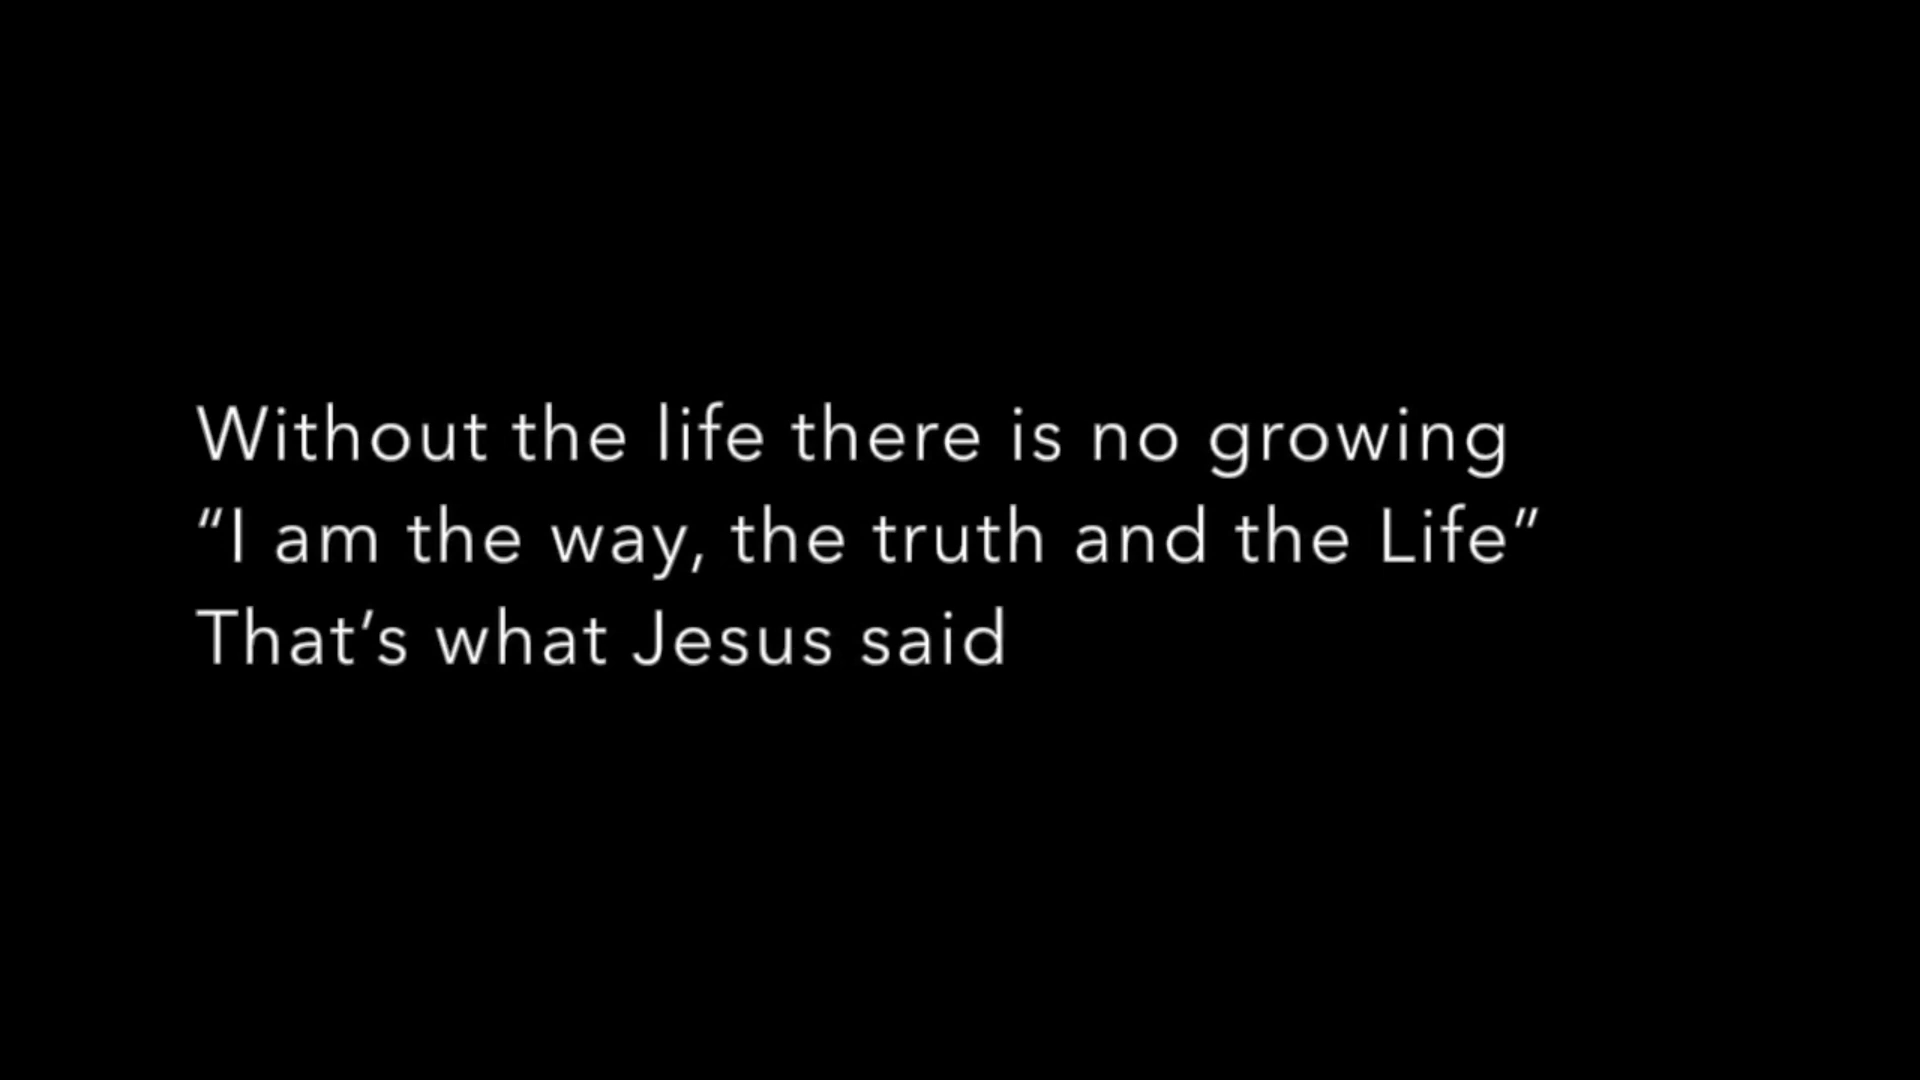 Without the life there is no growing
“I am the way, the truth and the Life”
That’s what Jesus said